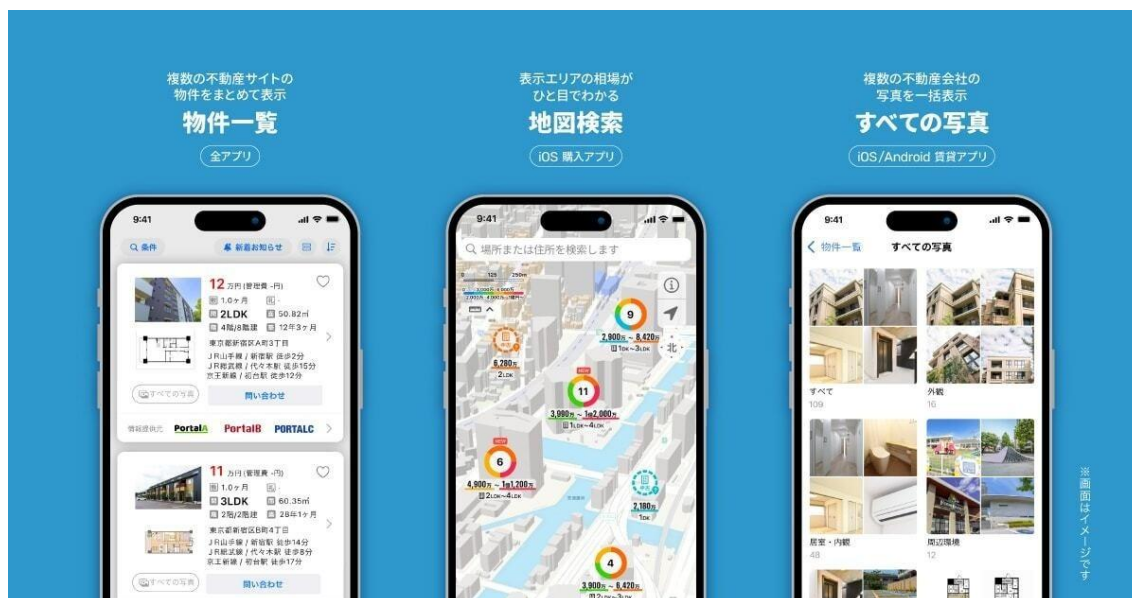 複数の不動産サイトの
物件をまとめて表示
物件一覧
全アプリ
9:41
条件
新着お知らせ
12万円(管理費 -円)
1.0ヶ月
2LDK
50.82㎡
4階/8階建
12年3ヶ月
東京都新宿区A町3丁目
JR山手線 / 新宿駅 徒歩2分
JR総武線 / 代々木駅 徒歩15分
京王新線 / 初台駅 徒歩12分
すべての写真
問い合わせ
情報提供元
PortalA
PortalB
PORTALC
11万円(管理費 -円)
1.0ヶ月
3LDK
60.35㎡
2階/2階建
28年1ヶ月
東京都新宿区B町4丁目
JR山手線 / 新宿駅 徒歩14分
JR総武線 / 代々木駅 徒歩8分
京王新線 / 初台駅 徒歩17分
すべての写真
問い合わせ
表示エリアの相場が
ひと目でわかる
地図検索
iOS 購入アプリ
9:41
場所または住所を検索します
0 125 250m
9
2,900万 ~ 8,420万
1DK~3LDK
北
中古
6,280万
2LDK
NEW
11
3,990万 ~ 1億2,000万
1LDK~4LDK
NEW
6
4,900万 ~ 1億1,200万
2LDK~4LDK
中古
2,180万
1DK
4
3,900万 ~ 6,420万
複数の不動産会社の
写真を一括表示
すべての写真
iOS/Android 賃貸アプリ
9:41
物件一覧
すべての写真
すべて
109
外観
16
居室・内観
48
周辺環境
12
※画面はイメージです